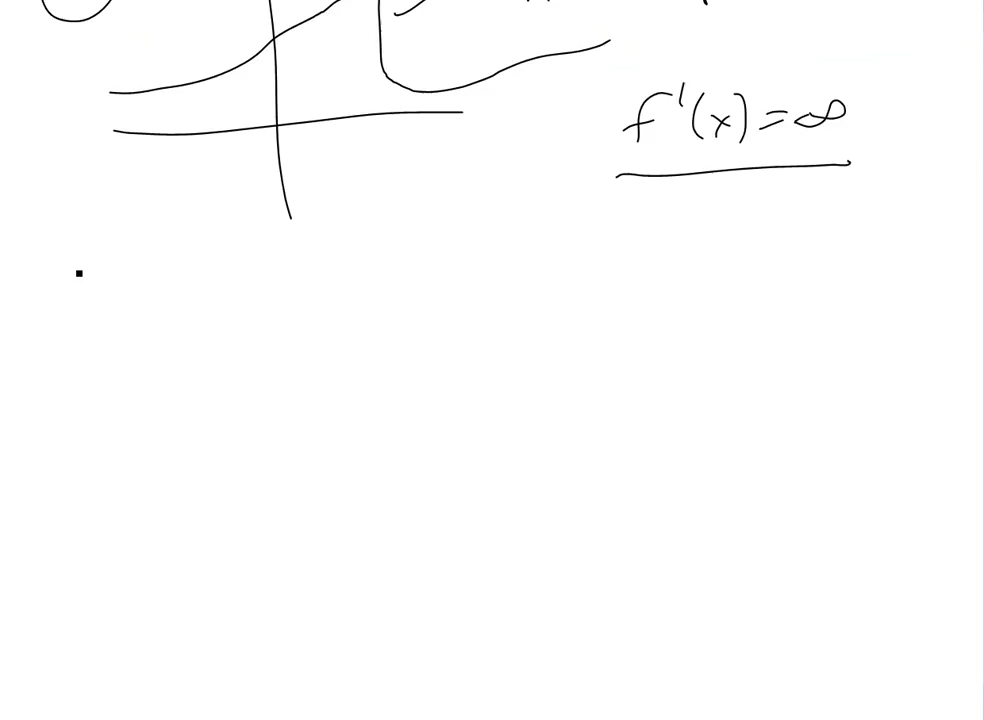 f'(x) = ∞